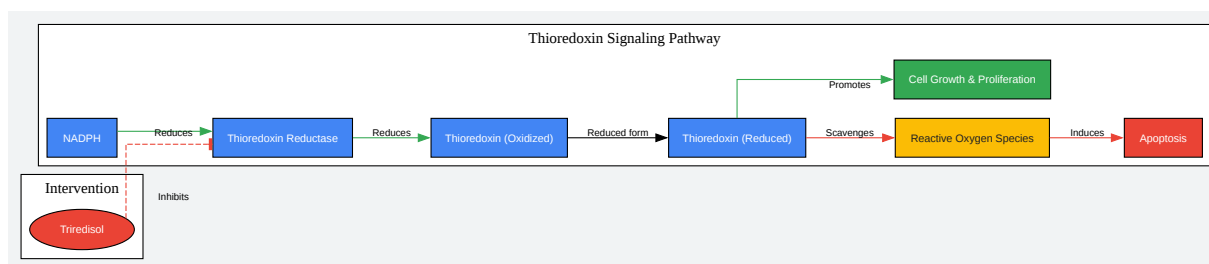 Thioredoxin Signaling Pathway
Cell Growth & Proliferation
Promotes
NADPH
Reduces
Thioredoxin Reductase
Reduces
Thioredoxin (Oxidized)
Reduced form
Thioredoxin (Reduced)
Scavenges
Reactive Oxygen Species
Induces
Apoptosis
Intervention
Inhibits
Triredisol